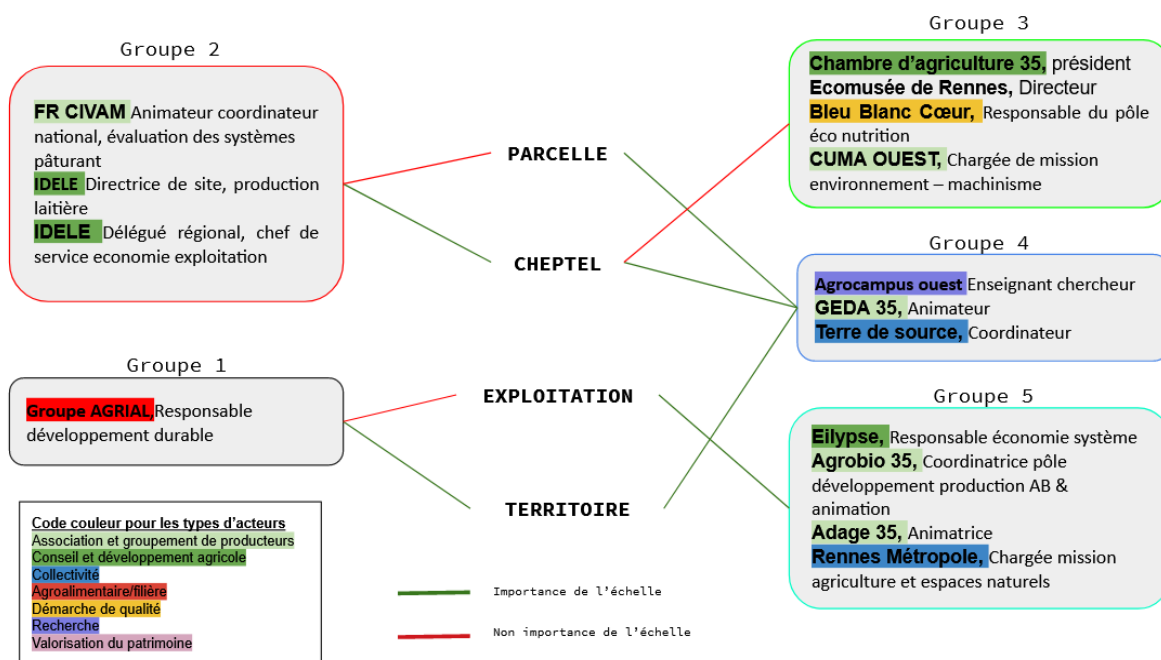 Groupe 2
FR CIVAM Animateur coordinateur
national, évaluation des systèmes
pâturant
IDELE Directrice de site, production
laitière
IDELE Délégué régional, chef de
service economie exploitation
Groupe 1
Groupe AGRIAL,Responsable
développement durable
Code couleur pour les types d'acteurs
Association et groupement de producteurs
Conseil et développement agricole
Collectivité
Agroalimentaire/filière
Démarche de qualité
Recherche
Valorisation du patrimoine
PARCELLE
CHEPTEL
EXPLOITATION
TERRITOIRE
Importance de l'échelle
Non importance de l'échelle
Groupe 3
Chambre d'agriculture 35, président
Ecomusée de Rennes, Directeur
Bleu Blanc Cœur, Responsable du pôle
éco nutrition
CUMA OUEST, Chargée de mission
environnement – machinisme
Groupe 4
Agrocampus ouest Enseignant chercheur
GEDA 35, Animateur
Terre de source, Coordinateur
Groupe 5
Eilypse, Responsable économie système
Agrobio 35, Coordinatrice pôle
développement production AB &
animation
Adage 35, Animatrice
Rennes Métropole, Chargée mission
agriculture et espaces naturels